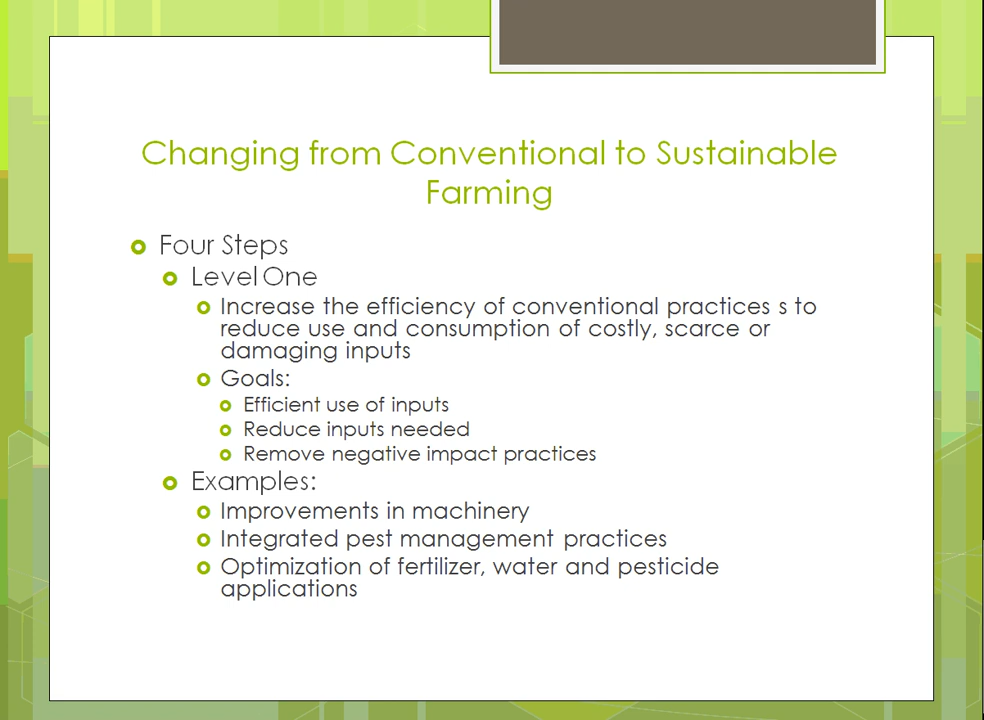 Changing from Conventional to Sustainable
Farming
Four Steps
Level One
Increase the efficiency of conventional practices s to
reduce use and consumption of costly, scarce or
damaging inputs
Goals:
Efficient use of inputs
Reduce inputs needed
Remove negative impact practices
Examples:
Improvements in machinery
Integrated pest management practices
Optimization of fertilizer, water and pesticide
applications